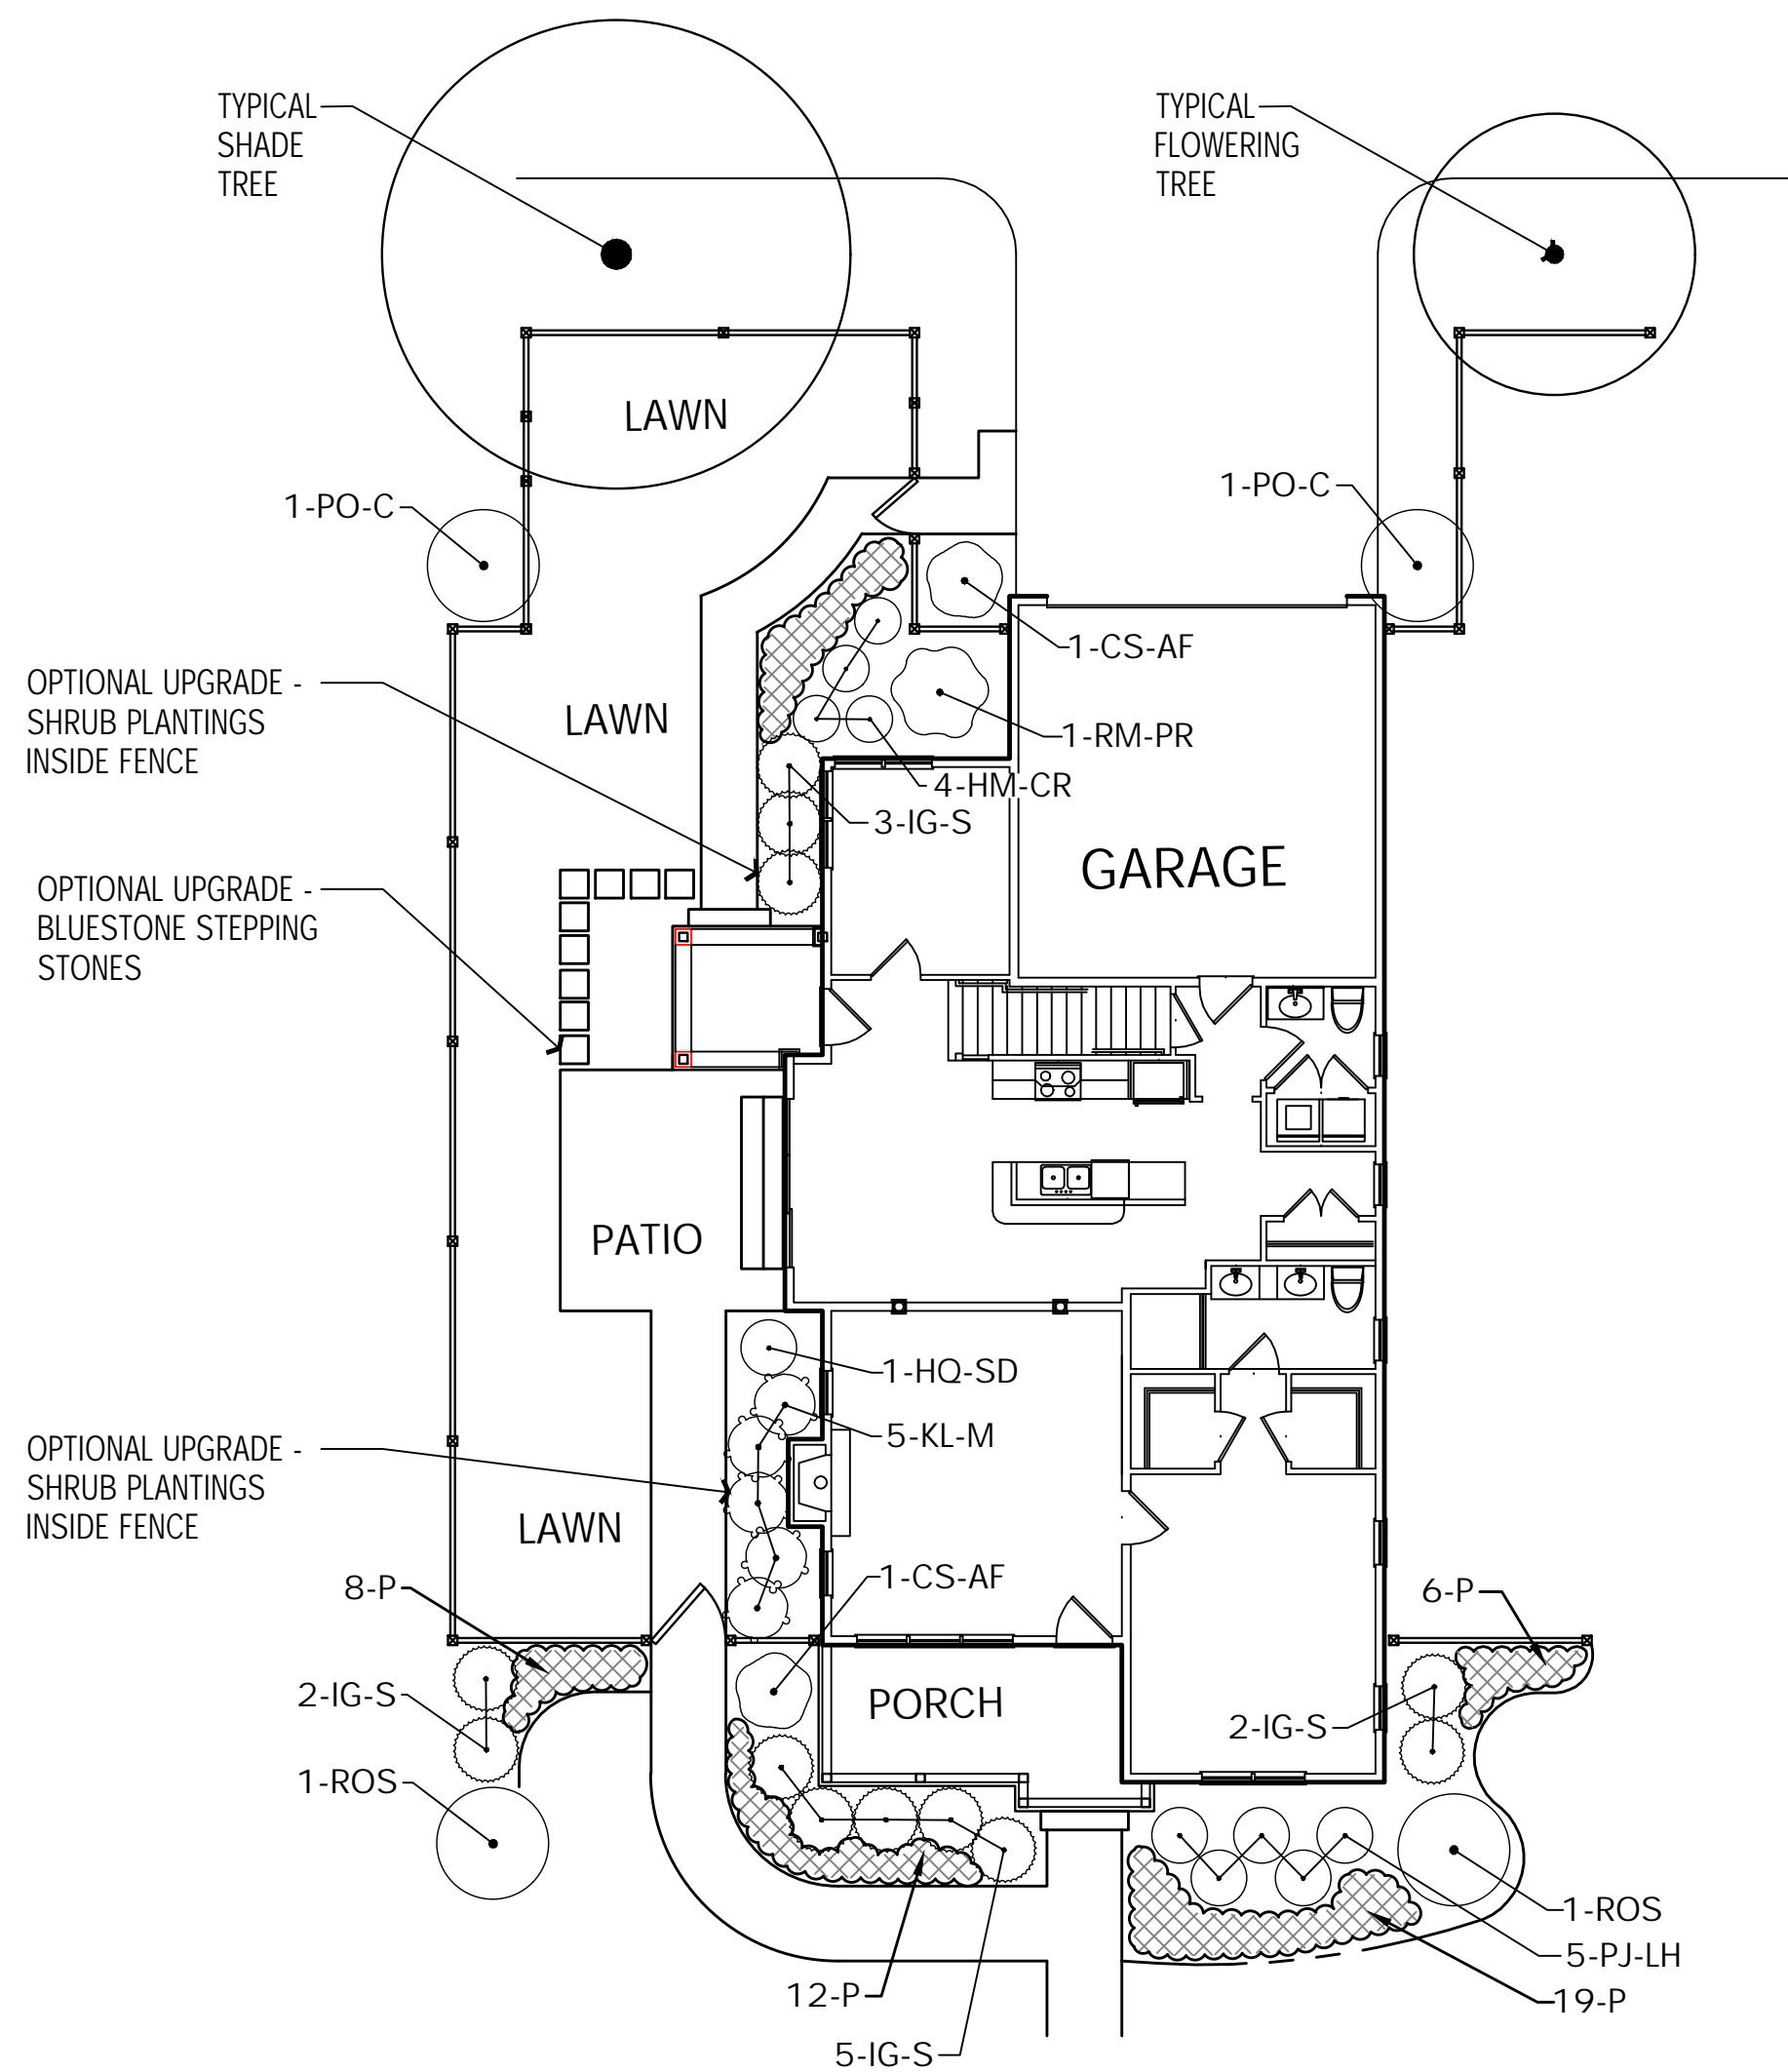 TYPICAL
SHADE
TREE
TYPICAL
FLOWERING
TREE
LAWN
1-PO-C
1-PO-C
1-CS-AF
OPTIONAL UPGRADE -
SHRUB PLANTINGS
INSIDE FENCE
LAWN
1-RM-PR
4-HM-CR
3-IG-S
GARAGE
OPTIONAL UPGRADE -
BLUESTONE STEPPING
STONES
PATIO
1-HQ-SD
5-KL-M
OPTIONAL UPGRADE -
SHRUB PLANTINGS
INSIDE FENCE
LAWN
1-CS-AF
8-P
6-P
2-IG-S
PORCH
2-IG-S
1-ROS
1-ROS
5-PJ-LH
12-P
19-P
5-IG-S